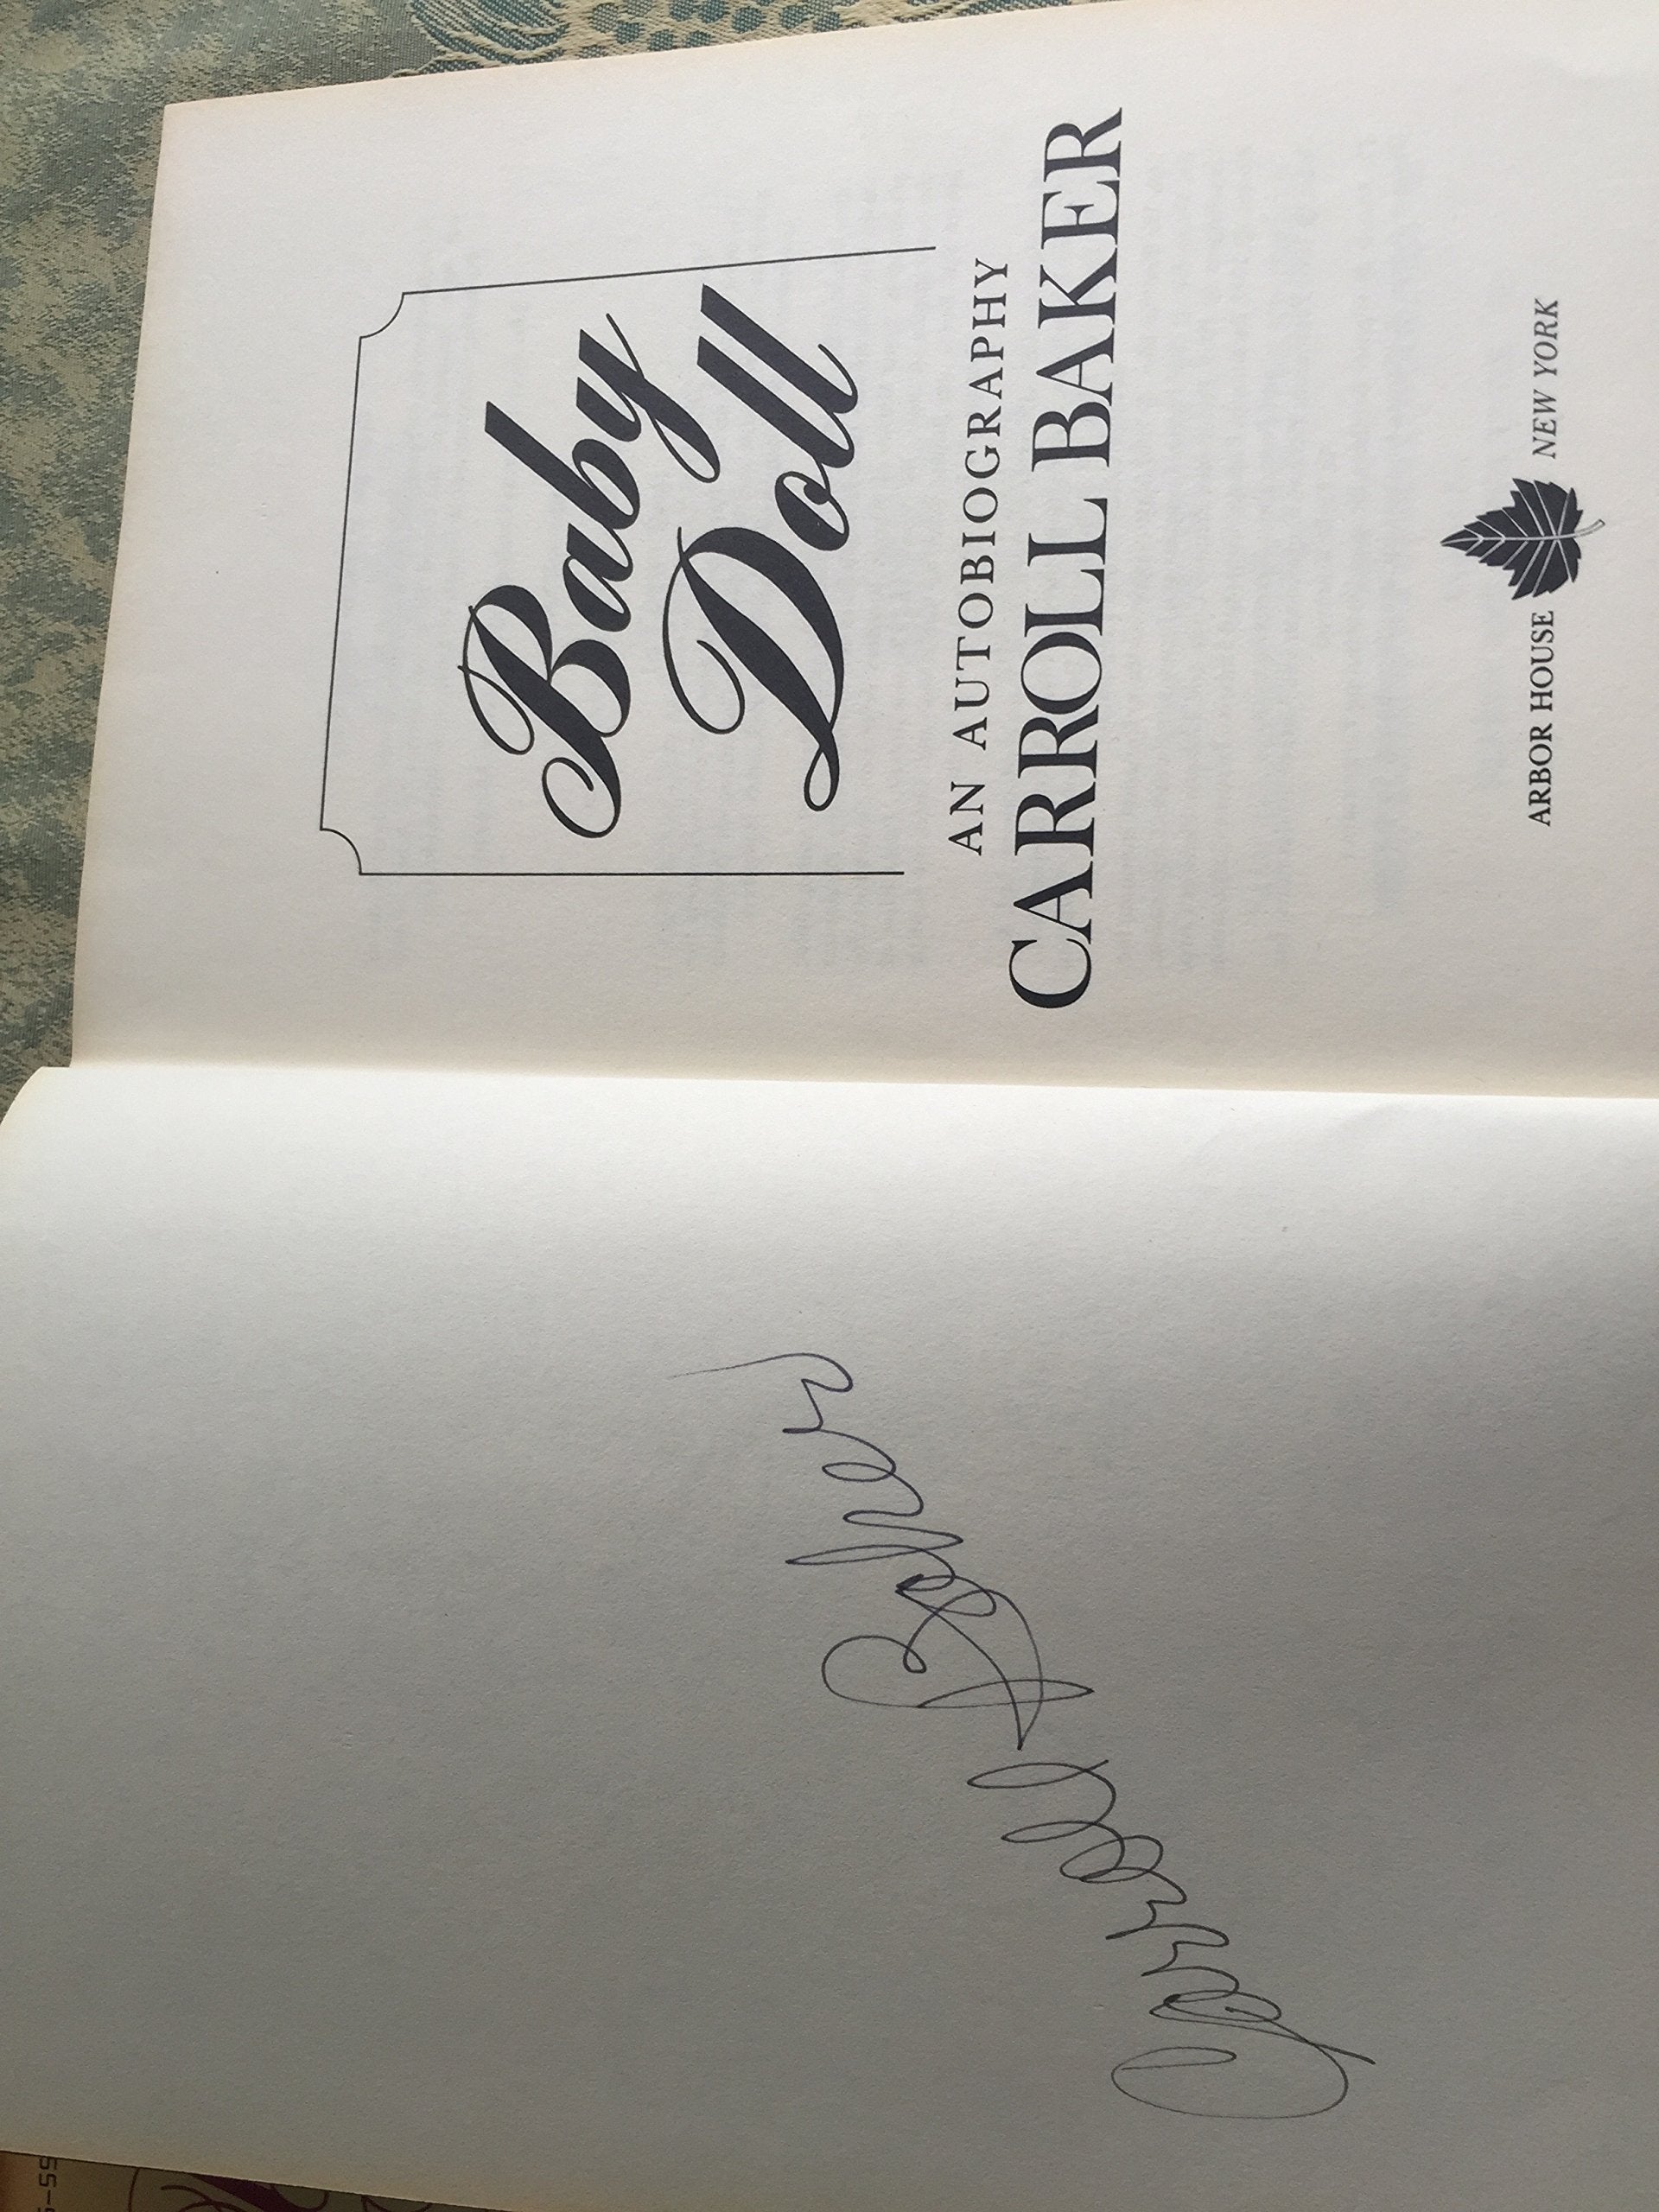 Carroll Baker
Baby
Doll
AN AUTOBIOGRAPHY
CARROLL BAKER
ARBOR HOUSE NEW YORK